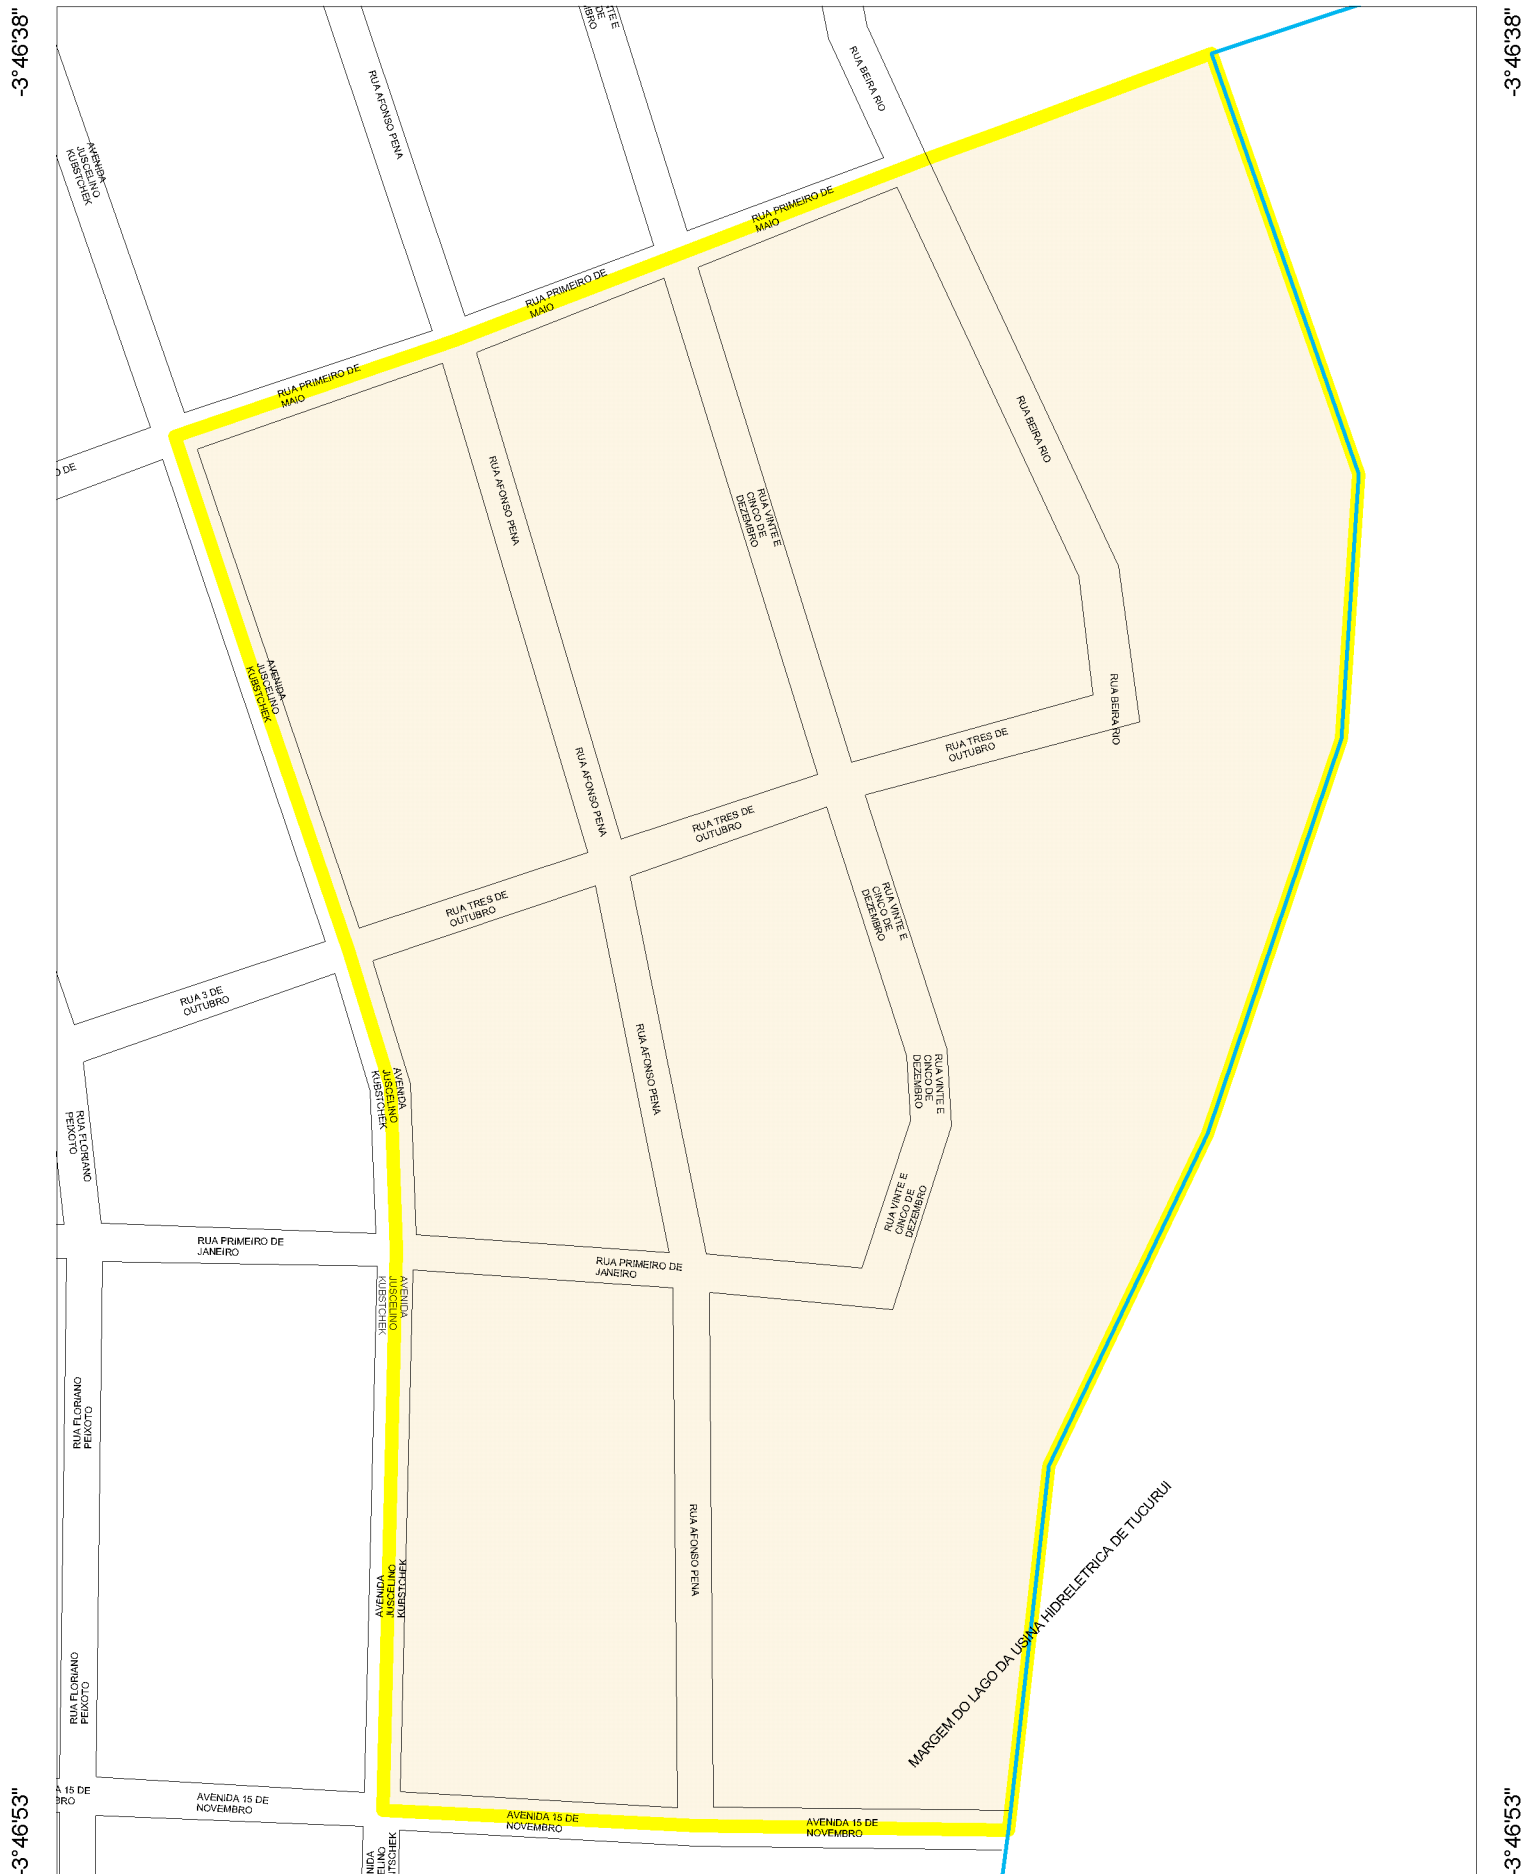 -3°46'38"
-3°46'38"
RUA BEIRA RIO
RUA AFONSO PENA
AVENIDA
JUSCELINO
KUBSTCHEK
RUA PRIMEIRO DE
MAIO
RUA PRIMEIRO DE
MAIO
RUA PRIMEIRO DE
MAIO
O DE
RUA BEIRA RIO
RUA AFONSO PENA
RUA VINTE E
CINCO DE
DEZEMBRO
AVENIDA
JUSCELINO
KUBSTCHEK
RUA BEIRA RIO
RUA TRES DE
OUTUBRO
RUA AFONSO PENA
RUA TRES DE
OUTUBRO
RUA TRES DE
OUTUBRO
RUA VINTE E
CINCO DE
DEZEMBRO
RUA 3 DE
OUTUBRO
RUA AFONSO PENA
RUA VINTE E
CINCO DE
DEZEMBRO
AVENIDA
JUSCELINO
KUBSTCHEK
RUA FLORIANO
PEIXOTO
RUA VINTE E
CINCO DE
DEZEMBRO
RUA PRIMEIRO DE
JANEIRO
RUA PRIMEIRO DE
JANEIRO
AVENIDA
JUSCELINO
KUBSTCHEK
RUA FLORIANO
PEIXOTO
RUA AFONSO PENA
MARGEM DO LAGO DA USINA HIDRELETRICA DE TUCURUI
AVENIDA
JUSCELINO
KUBSTCHEK
RUA FLORIANO
PEIXOTO
A 15 DE
BRO
AVENIDA 15 DE
NOVEMBRO
AVENIDA 15 DE
NOVEMBRO
AVENIDA 15 DE
NOVEMBRO
NIDA
ELINO
TSCHEK
-3°46'53"
-3°46'53"